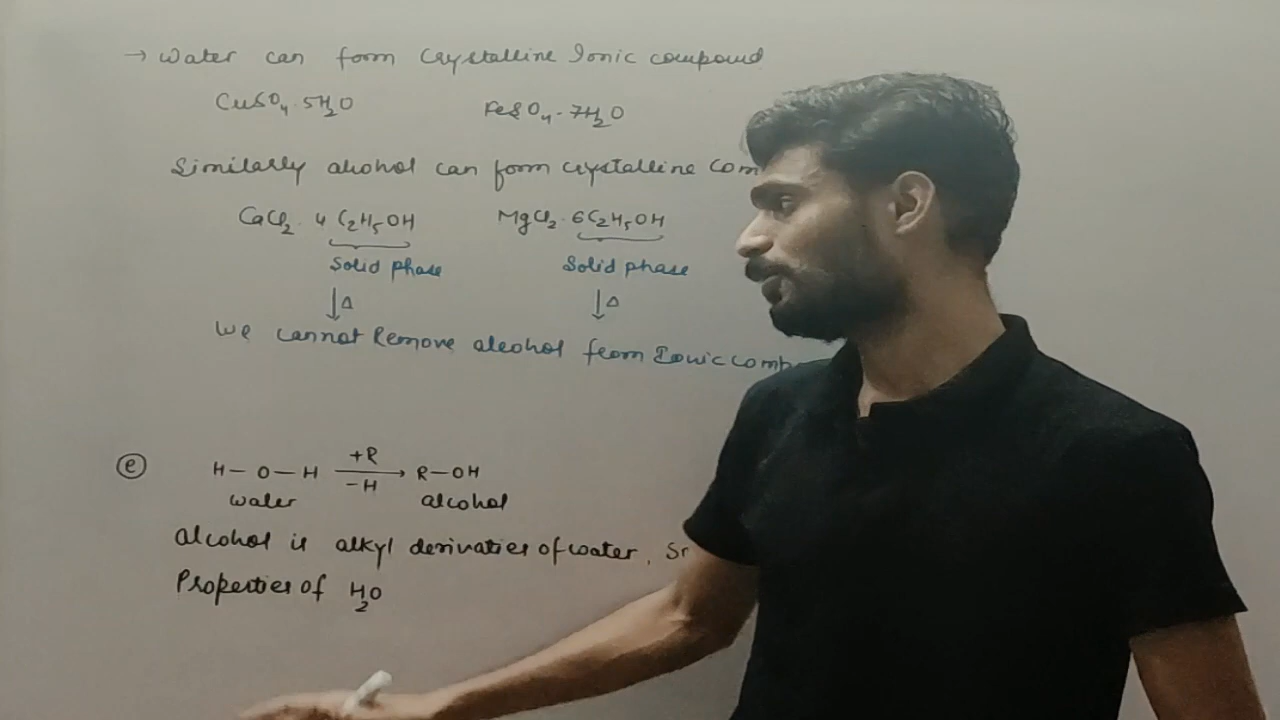 → Water can form Crystalline Ionic compound
CuSO₄·5H₂O FeSO₄·7H₂O
Similarly alcohol can form crystalline Com
CaCl₂·4C₂H₅OH MgCl₂·6C₂H₅OH
Solid phase Solid phase
↓Δ ↓Δ
We cannot Remove alcohol from Ionic comp
(e) H—O—H +R → R—OH
−H
water alcohol
alcohol is alkyl derivaties of water,
Properties of H₂O